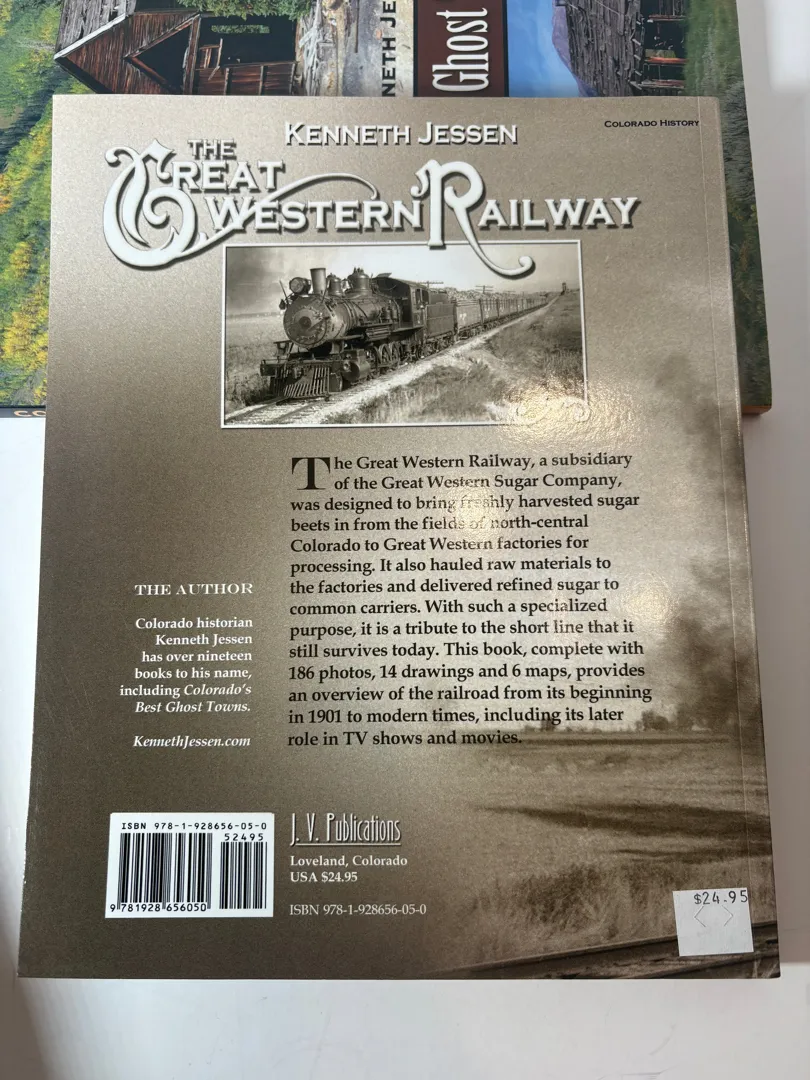 NETH JE
Ghost
KENNETH JESSEN
COLORADO HISTORY
THE
GREAT
WESTERN RAILWAY
The Great Western Railway, a subsidiary
of the Great Western Sugar Company,
was designed to bring freshly harvested sugar
beets in from the fields of north-central
Colorado to Great Western factories for
processing. It also hauled raw materials to
the factories and delivered refined sugar to
common carriers. With such a specialized
purpose, it is a tribute to the short line that it
still survives today. This book, complete with
186 photos, 14 drawings and 6 maps, provides
an overview of the railroad from its beginning
in 1901 to modern times, including its later
role in TV shows and movies.
THE AUTHOR
Colorado historian
Kenneth Jessen
has over nineteen
books to his name,
including Colorado's
Best Ghost Towns.
KennethJessen.com
ISBN 978-1-928656-05-0
52495
9 781928 656050
J. V. Publications
Loveland, Colorado
USA $24.95
ISBN 978-1-928656-05-0
$24.95